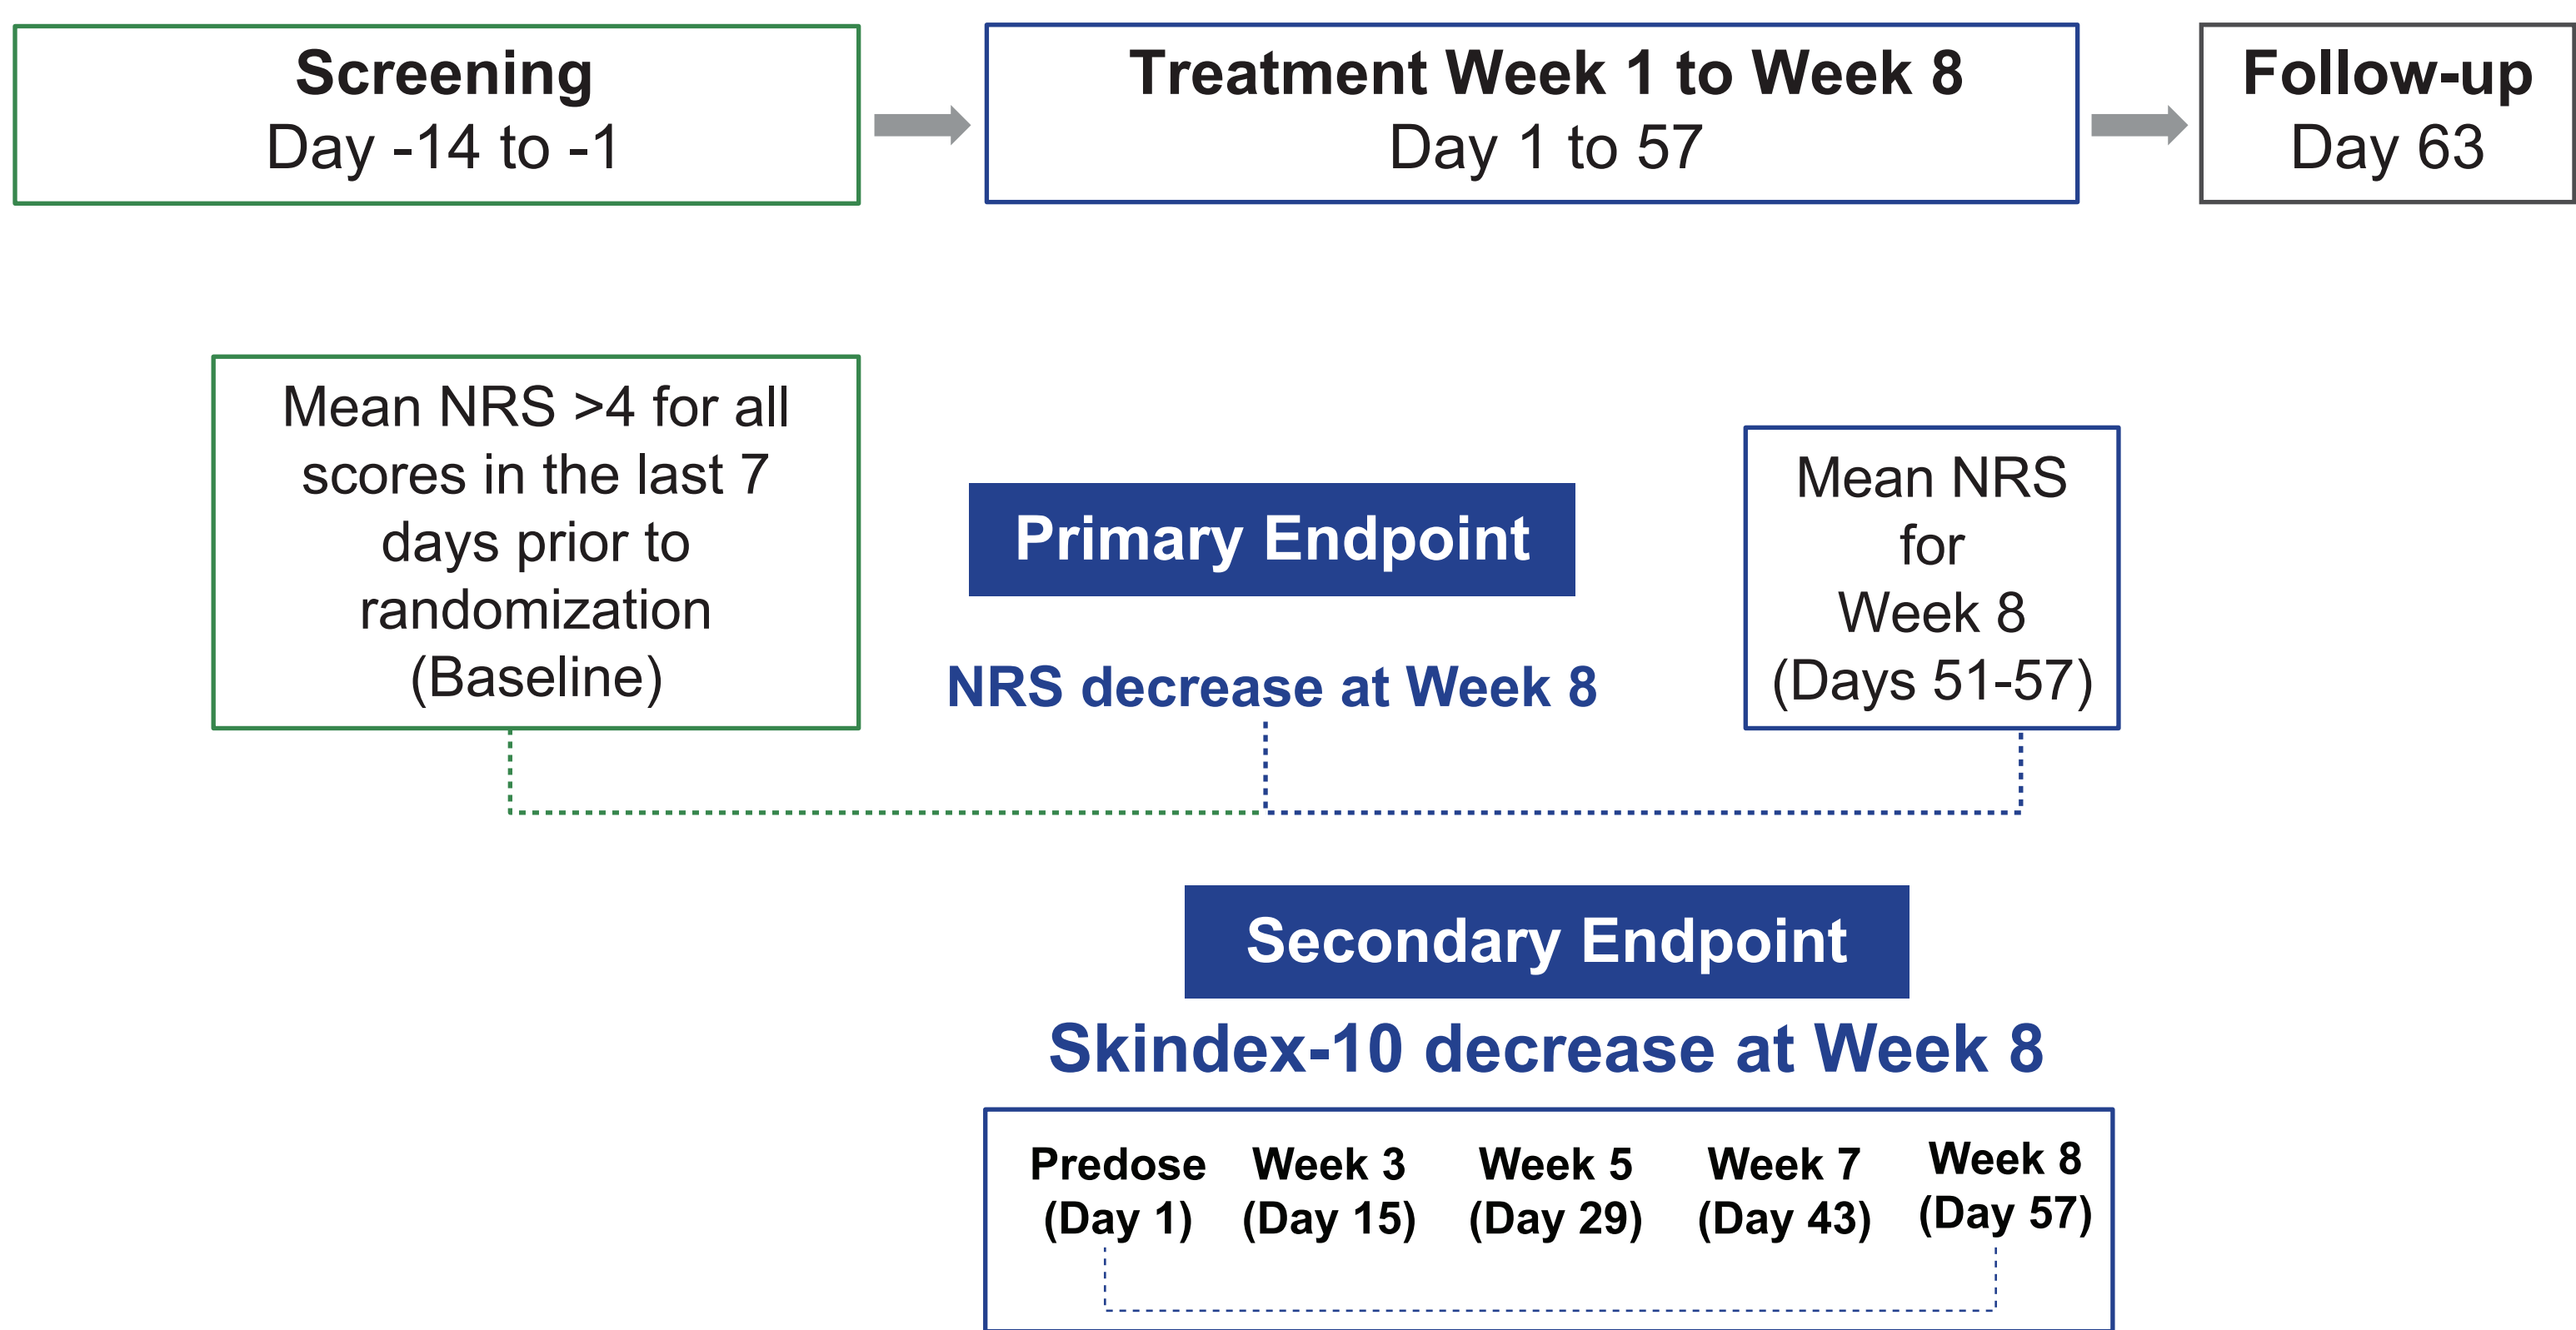 Screening
Day -14 to -1
Treatment Week 1 to Week 8
Day 1 to 57
Follow-up
Day 63
Mean NRS >4 for all
scores in the last 7
days prior to
randomization
(Baseline)
Primary Endpoint
NRS decrease at Week 8
Mean NRS
for
Week 8
(Days 51-57)
Secondary Endpoint
Skindex-10 decrease at Week 8
Predose
(Day 1)
Week 3
(Day 15)
Week 5
(Day 29)
Week 7
(Day 43)
Week 8
(Day 57)